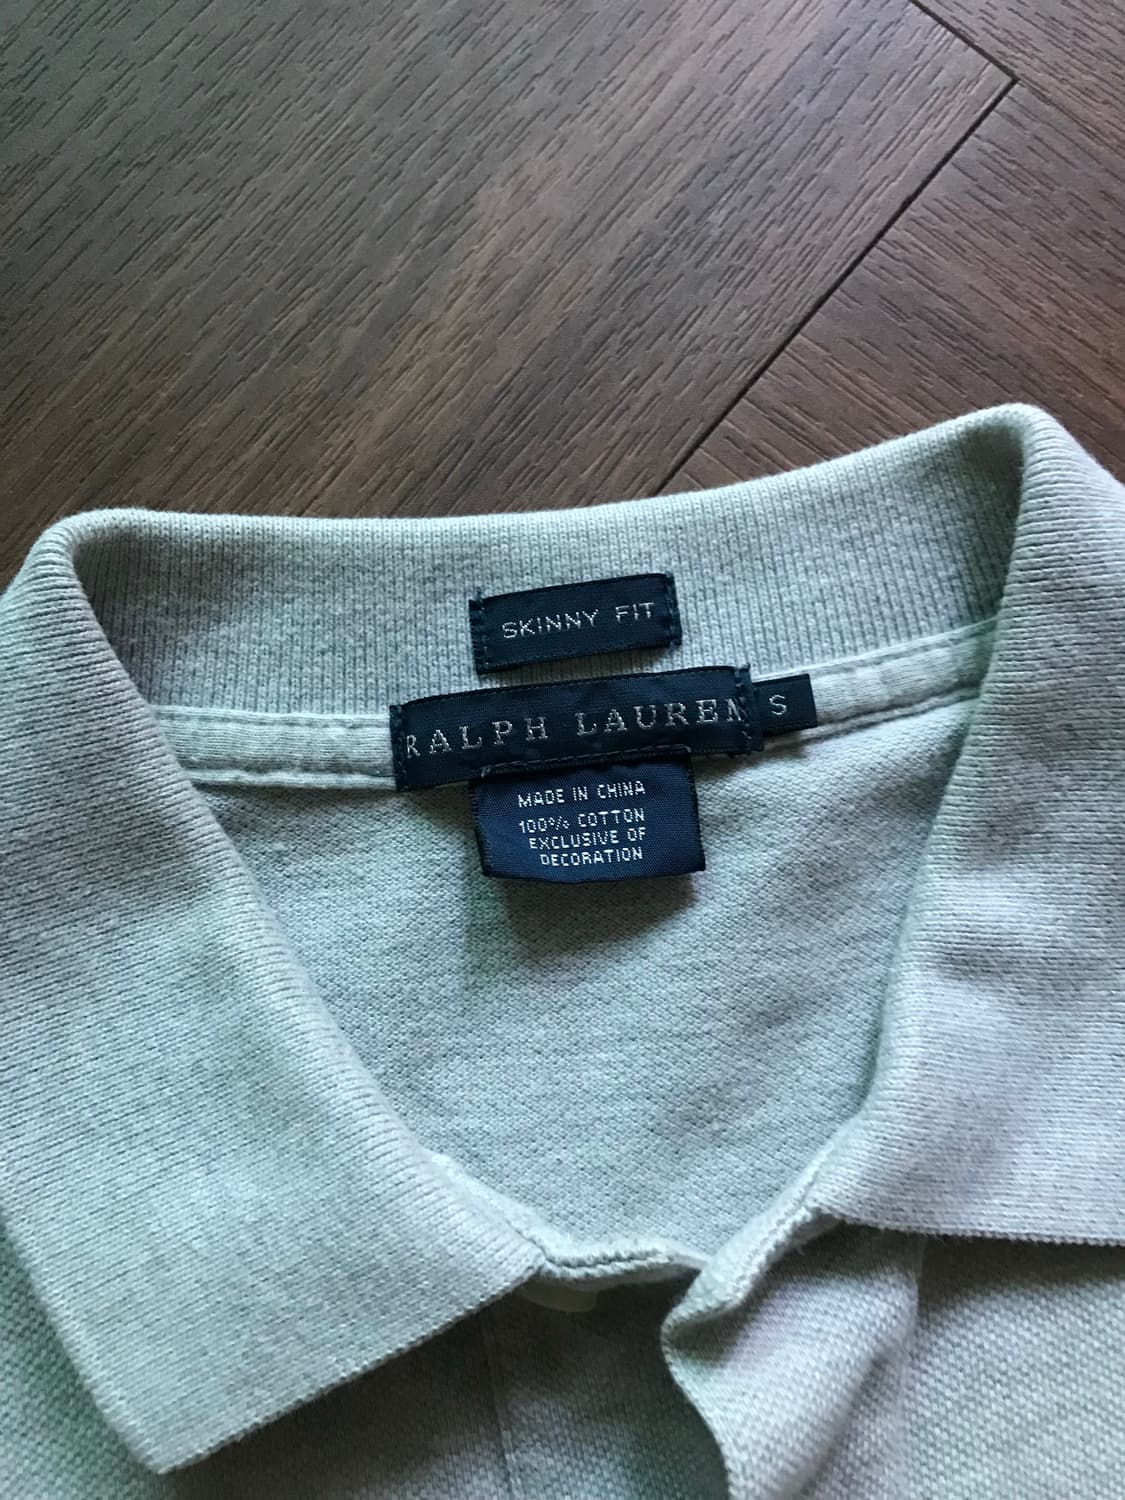 SKINNY FIT
RALPH LAUREN
S
MADE IN CHINA
100% COTTON
EXCLUSIVE OF
DECORATION